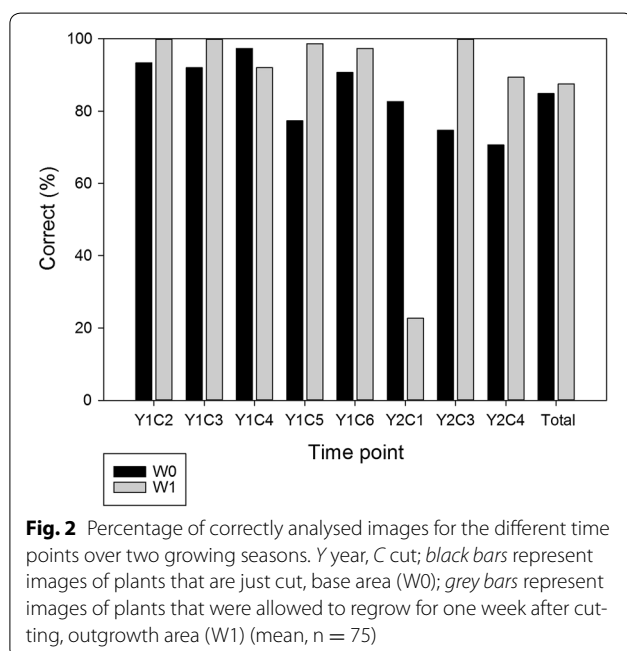 100
80
60
40
20
0
Correct (%)
Y1C2 Y1C3 Y1C4 Y1C5 Y1C6 Y2C1 Y2C3 Y2C4 Total
Time point
W0
W1
Fig. 2 Percentage of correctly analysed images for the different time
points over two growing seasons. Y year, C cut; black bars represent
images of plants that are just cut, base area (W0); grey bars represent
images of plants that were allowed to regrow for one week after cut-
ting, outgrowth area (W1) (mean, n = 75)